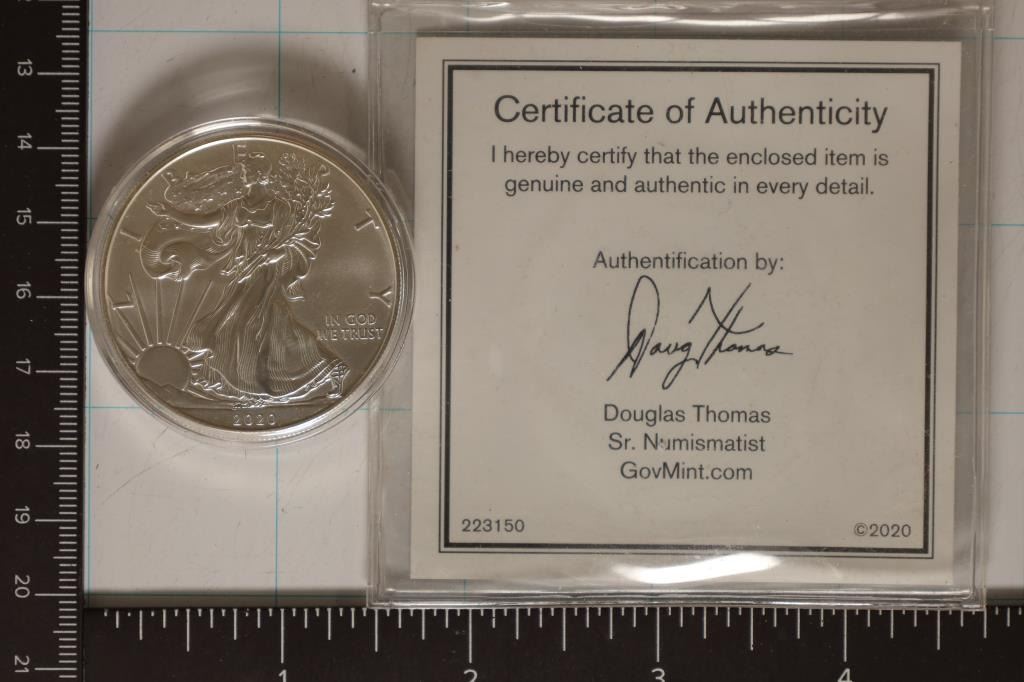 LIBERTY
IN GOD
WE TRUST
2020
Certificate of Authenticity
I hereby certify that the enclosed item is
genuine and authentic in every detail.
Authentification by:
Doug Thomas
Douglas Thomas
Sr. Numismatist
GovMint.com
223150
©2020
13
14
15
16
17
18
19
20
21
1
2
3
4